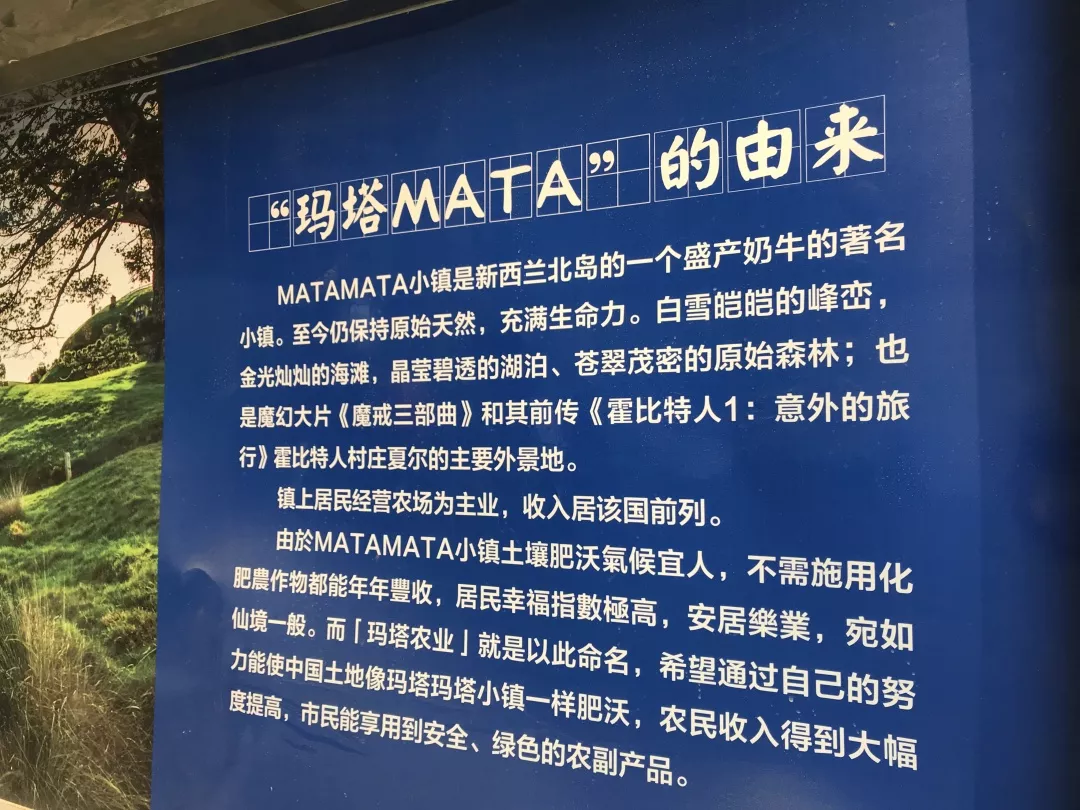 “玛塔MATA”的由来
MATAMATA小镇是新西兰北岛的一个盛产奶牛的著名
小镇。至今仍保持原始天然，充满生命力。白雪皑皑的峰峦，
金光灿灿的海滩，晶莹碧透的湖泊、苍翠茂密的原始森林；也
是魔幻大片《魔戒三部曲》和其前传《霍比特人1：意外的旅
行》霍比特人村庄夏尔的主要外景地。
镇上居民经营农场为主业，收入居该国前列。
由於MATAMATA小镇土壤肥沃氣候宜人，不需施用化
肥農作物都能年年豐收，居民幸福指數極高，安居樂業，宛如
仙境一般。而「玛塔农业」就是以此命名，希望通过自己的努
力能使中国土地像玛塔玛塔小镇一样肥沃，农民收入得到大幅
度提高，市民能享用到安全、绿色的农副产品。